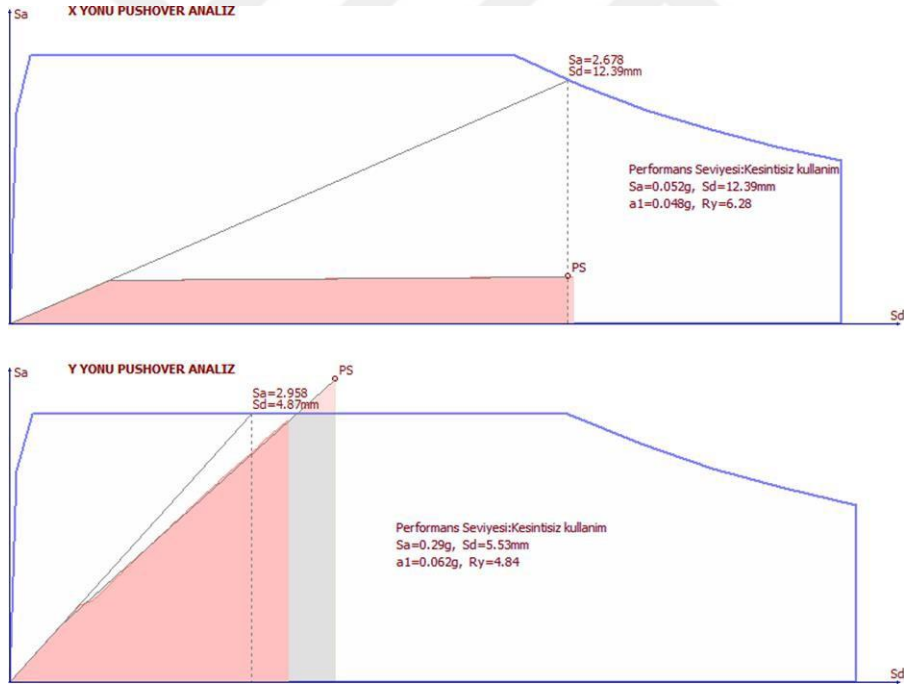 X YONU PUSHOVER ANALIZ
Sa
Sa=2.678
Sd=12.39mm
Performans Seviyesi:Kesintisiz kullanim
Sa=0.052g, Sd=12.39mm
a1=0.048g, Ry=6.28
PS
Sd
Y YONU PUSHOVER ANALIZ
Sa
PS
Sa=2.958
Sd=4.87mm
Performans Seviyesi:Kesintisiz kullanim
Sa=0.29g, Sd=5.53mm
a1=0.062g, Ry=4.84
Sd